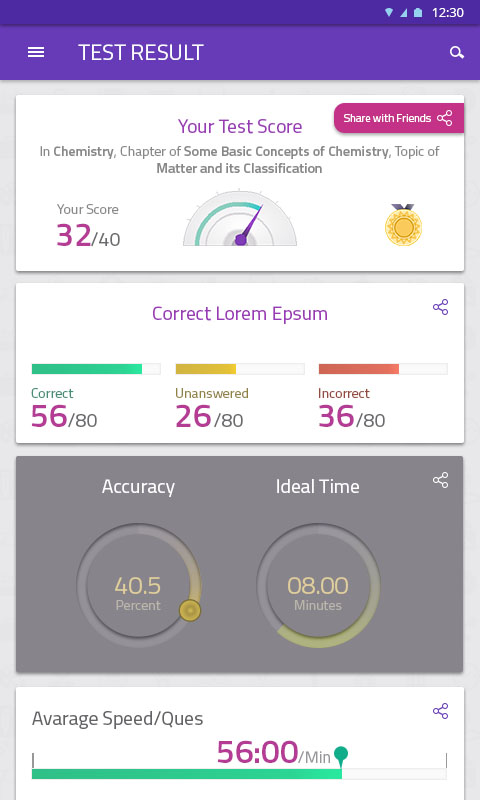 12:30
TEST RESULT
Share with Friends
Your Test Score
In Chemistry, Chapter of Some Basic Concepts of Chemistry, Topic of
Matter and its Classification
Your Score
32/40
Correct Lorem Epsum
Correct Unanswered Incorrect
56/80 26/80 36/80
Accuracy Ideal Time
40.5 08.00
Percent Minutes
Avarage Speed/Ques
56:00/Min